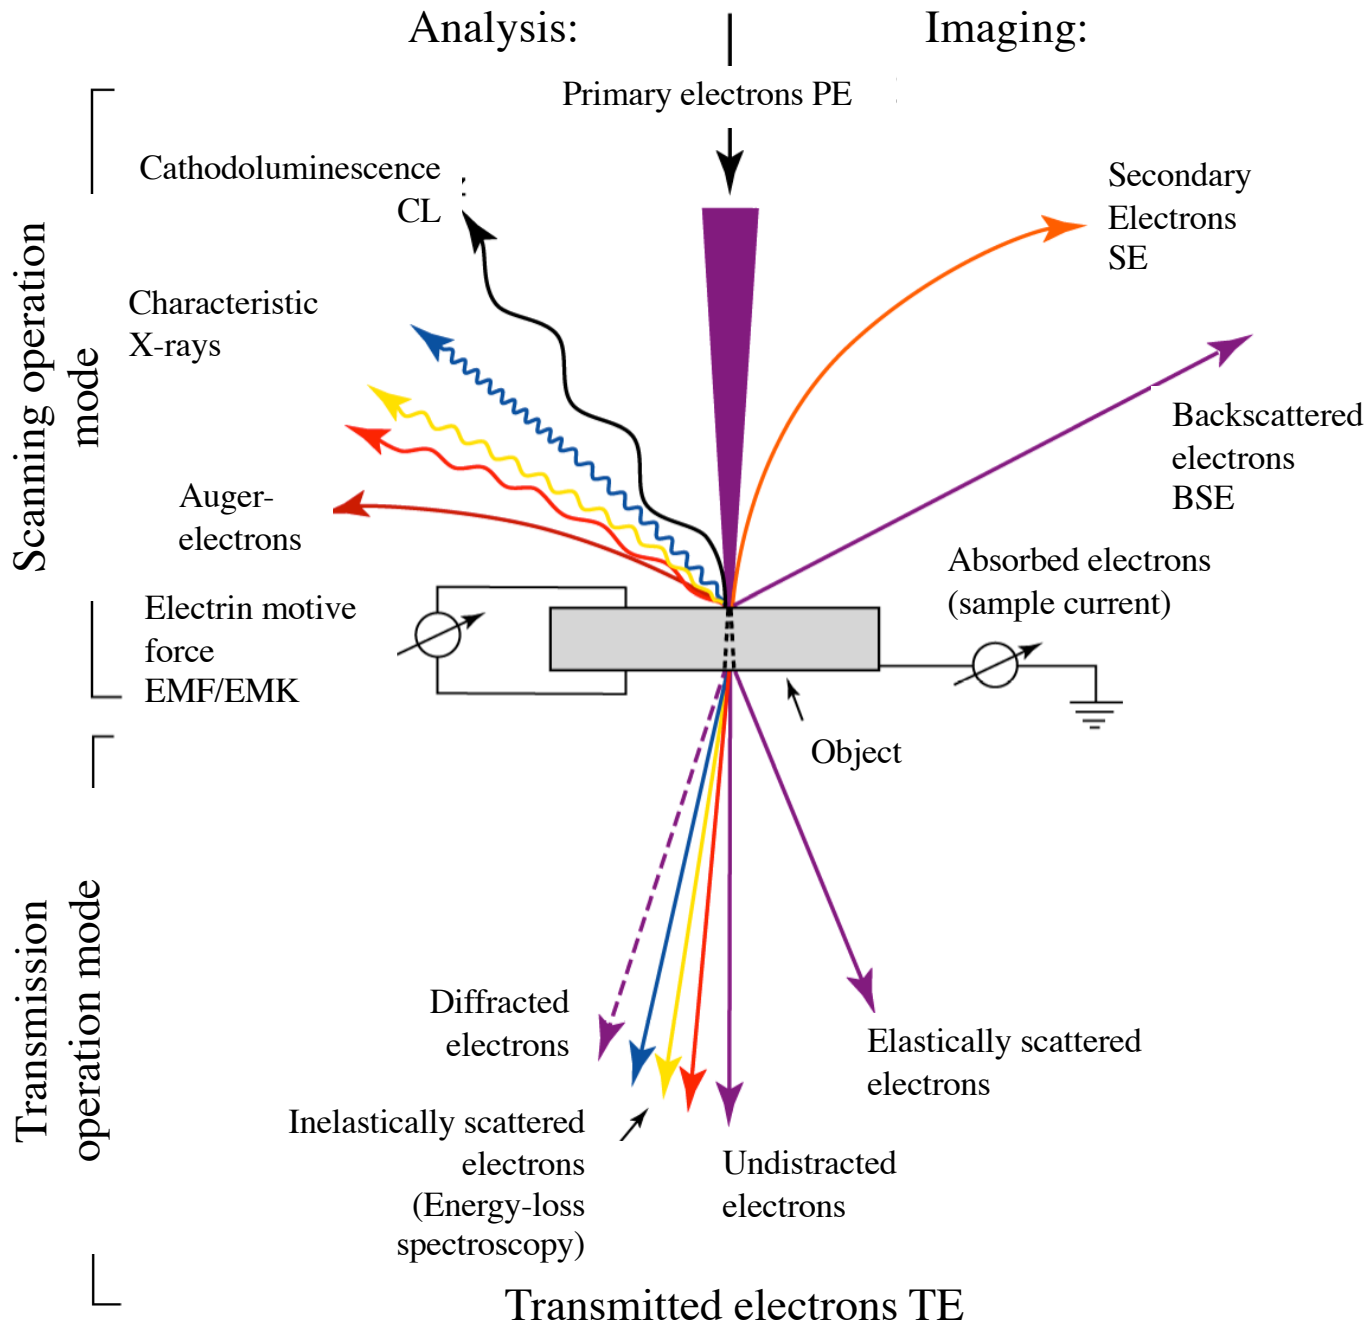 Analysis:
Imaging:
Primary electrons PE
Cathodoluminescence
CL
Secondary
Electrons
SE
Characteristic
X-rays
Backscattered
electrons
BSE
Auger-
electrons
Absorbed electrons
(sample current)
Electrin motive
force
EMF/EMK
Object
Scanning operation
mode
Transmission
operation mode
Diffracted
electrons
Elastically scattered
electrons
Inelastically scattered
electrons
(Energy-loss
spectroscopy)
Undistracted
electrons
Transmitted electrons TE